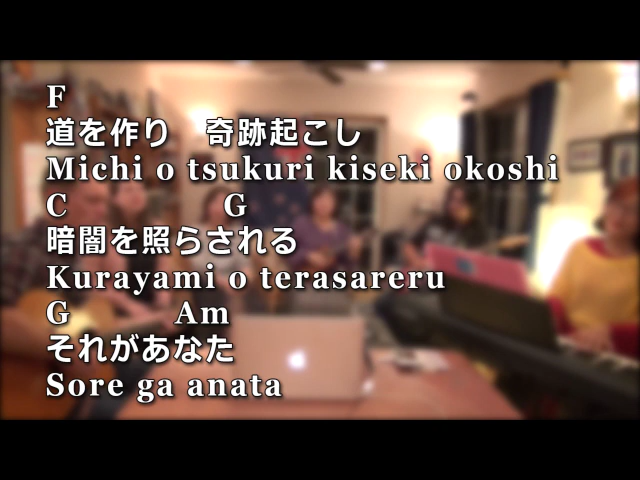 F
道を作り　奇跡起こし
Michi o tsukuri kiseki okoshi
C G
暗闇を照らされる
Kurayami o terasareru
G Am
それがあなた
Sore ga anata